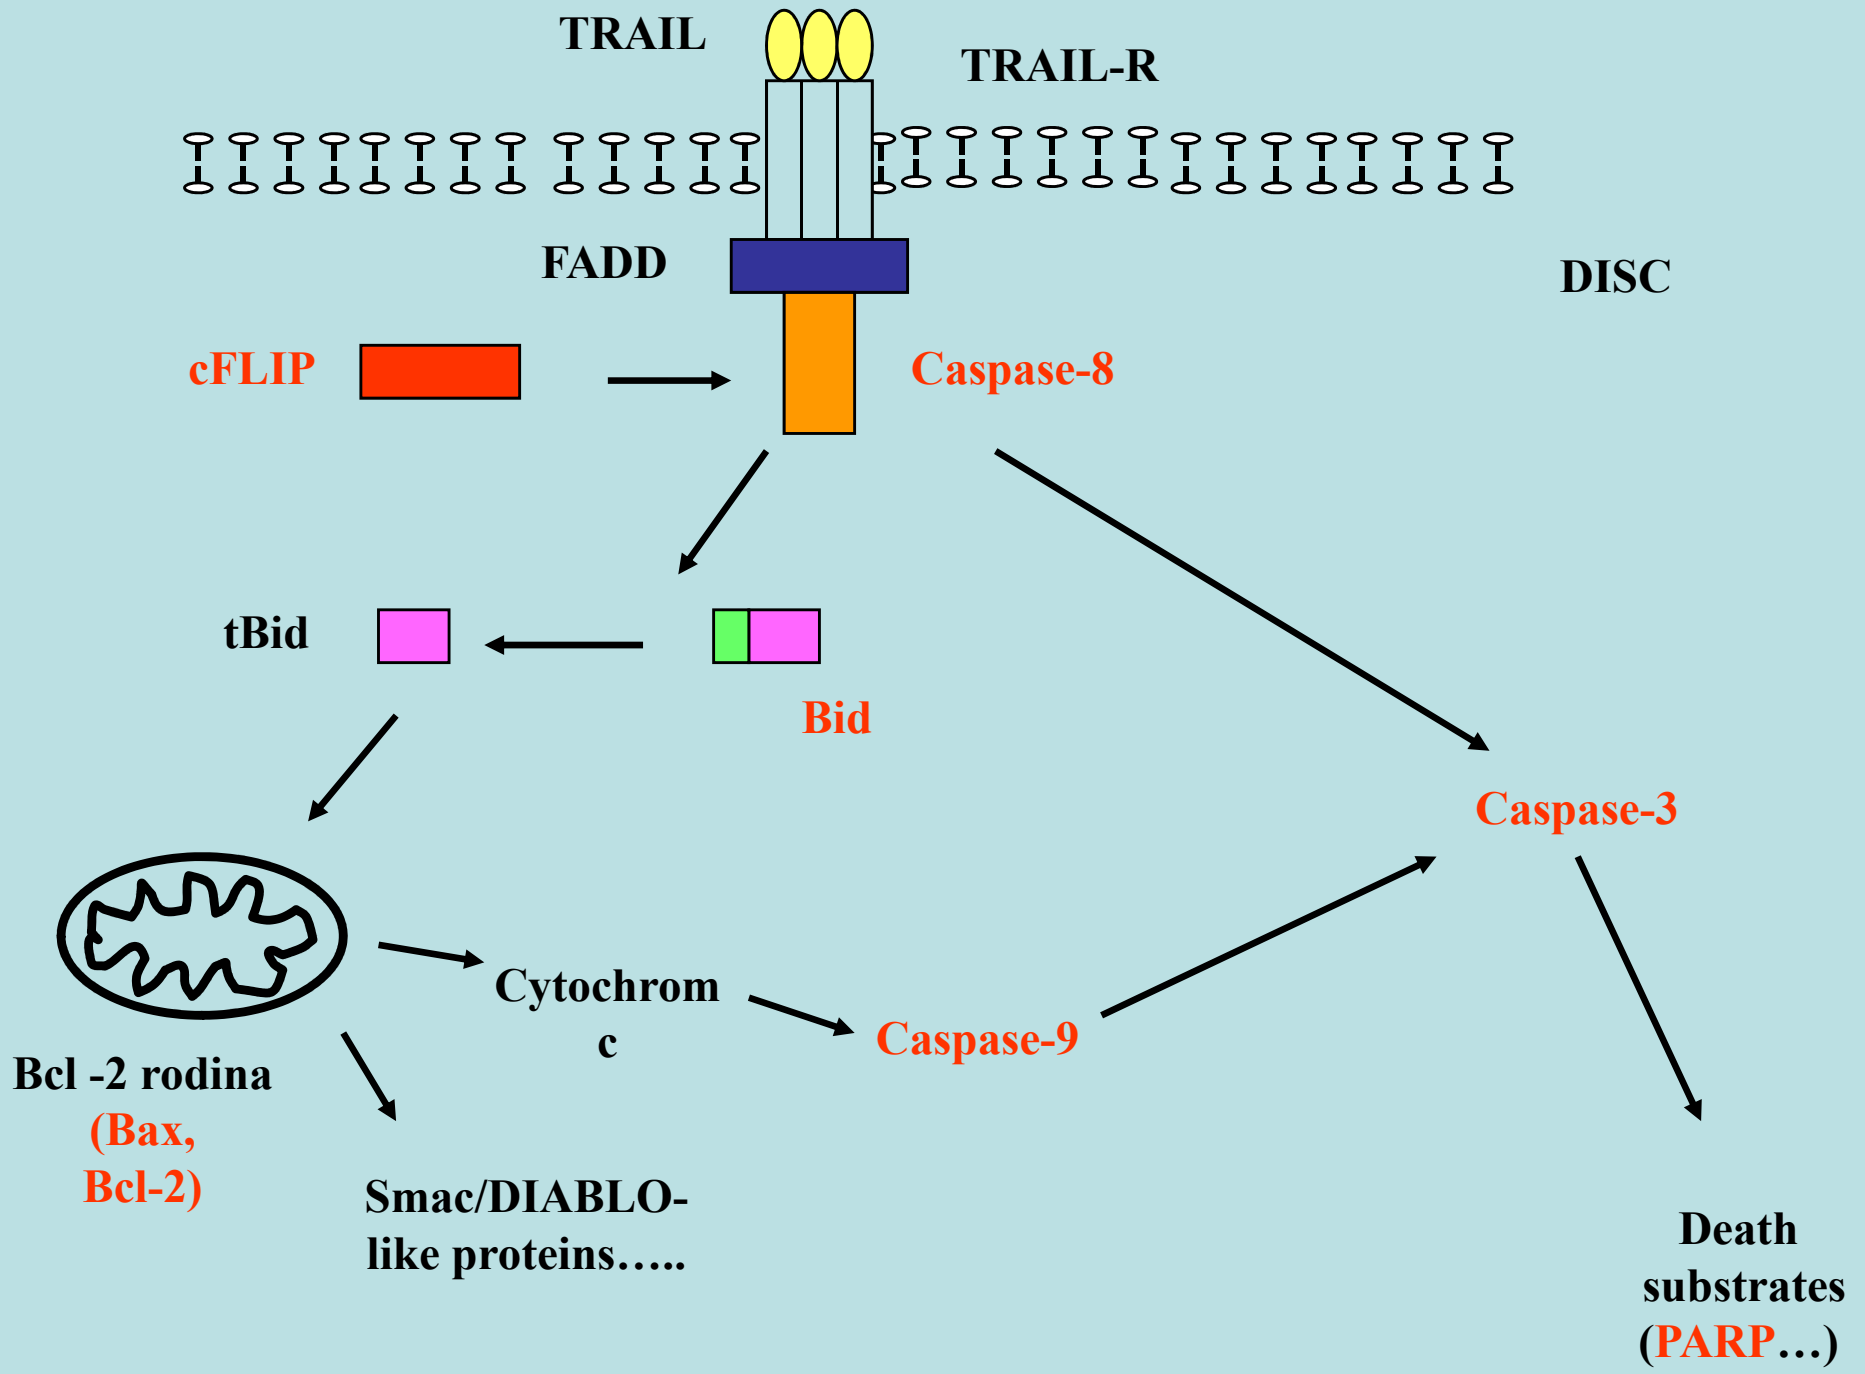 TRAIL
TRAIL-R
FADD
DISC
cFLIP
Caspase-8
tBid
Bid
Caspase-3
Cytochrom
c
Caspase-9
Bcl -2 rodina
(Bax,
Bcl-2)
Smac/DIABLO-
like proteins…..
Death
substrates
(PARP…)